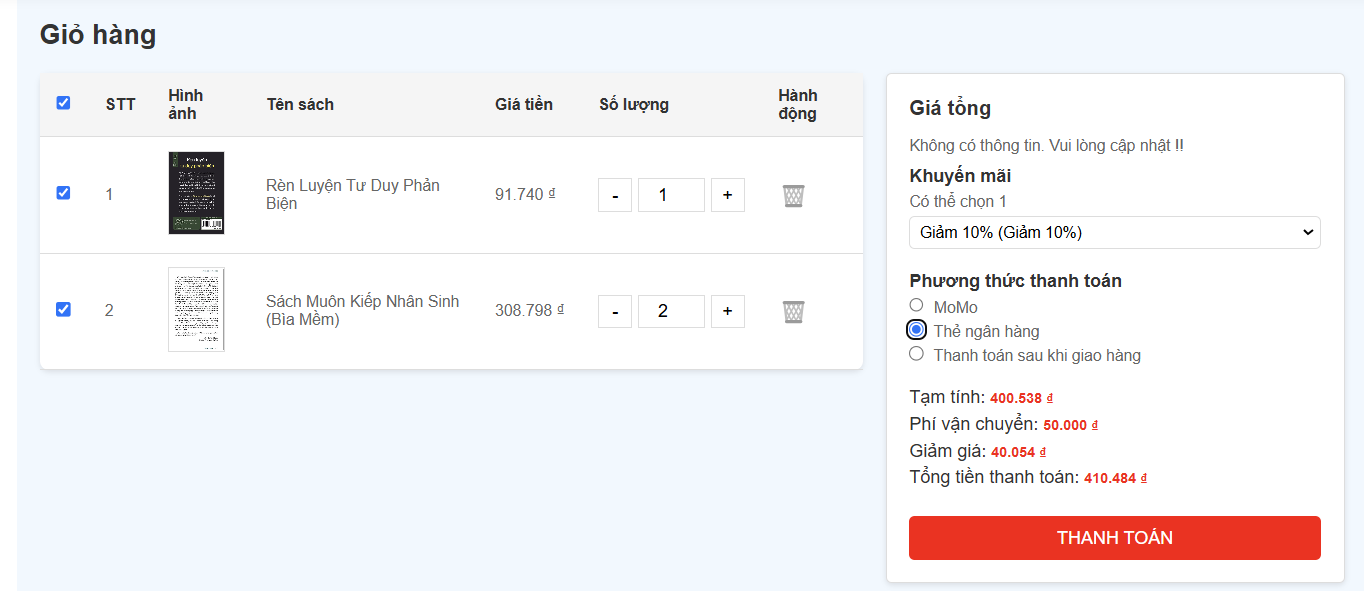 Giỏ hàng
STT
Hình ảnh
Tên sách
Giá tiền
Số lượng
Hành động
1
Rèn Luyện Tư Duy Phản
Biện
91.740 ₫
- 1 +
2
Sách Muôn Kiếp Nhân Sinh
(Bìa Mềm)
308.798 ₫
- 2 +
Giá tổng
Không có thông tin. Vui lòng cập nhật !!
Khuyến mãi
Có thể chọn 1
Giảm 10% (Giảm 10%)
Phương thức thanh toán
MoMo
Thẻ ngân hàng
Thanh toán sau khi giao hàng
Tạm tính: 400.538 ₫
Phí vận chuyển: 50.000 ₫
Giảm giá: 40.054 ₫
Tổng tiền thanh toán: 410.484 ₫
THANH TOÁN